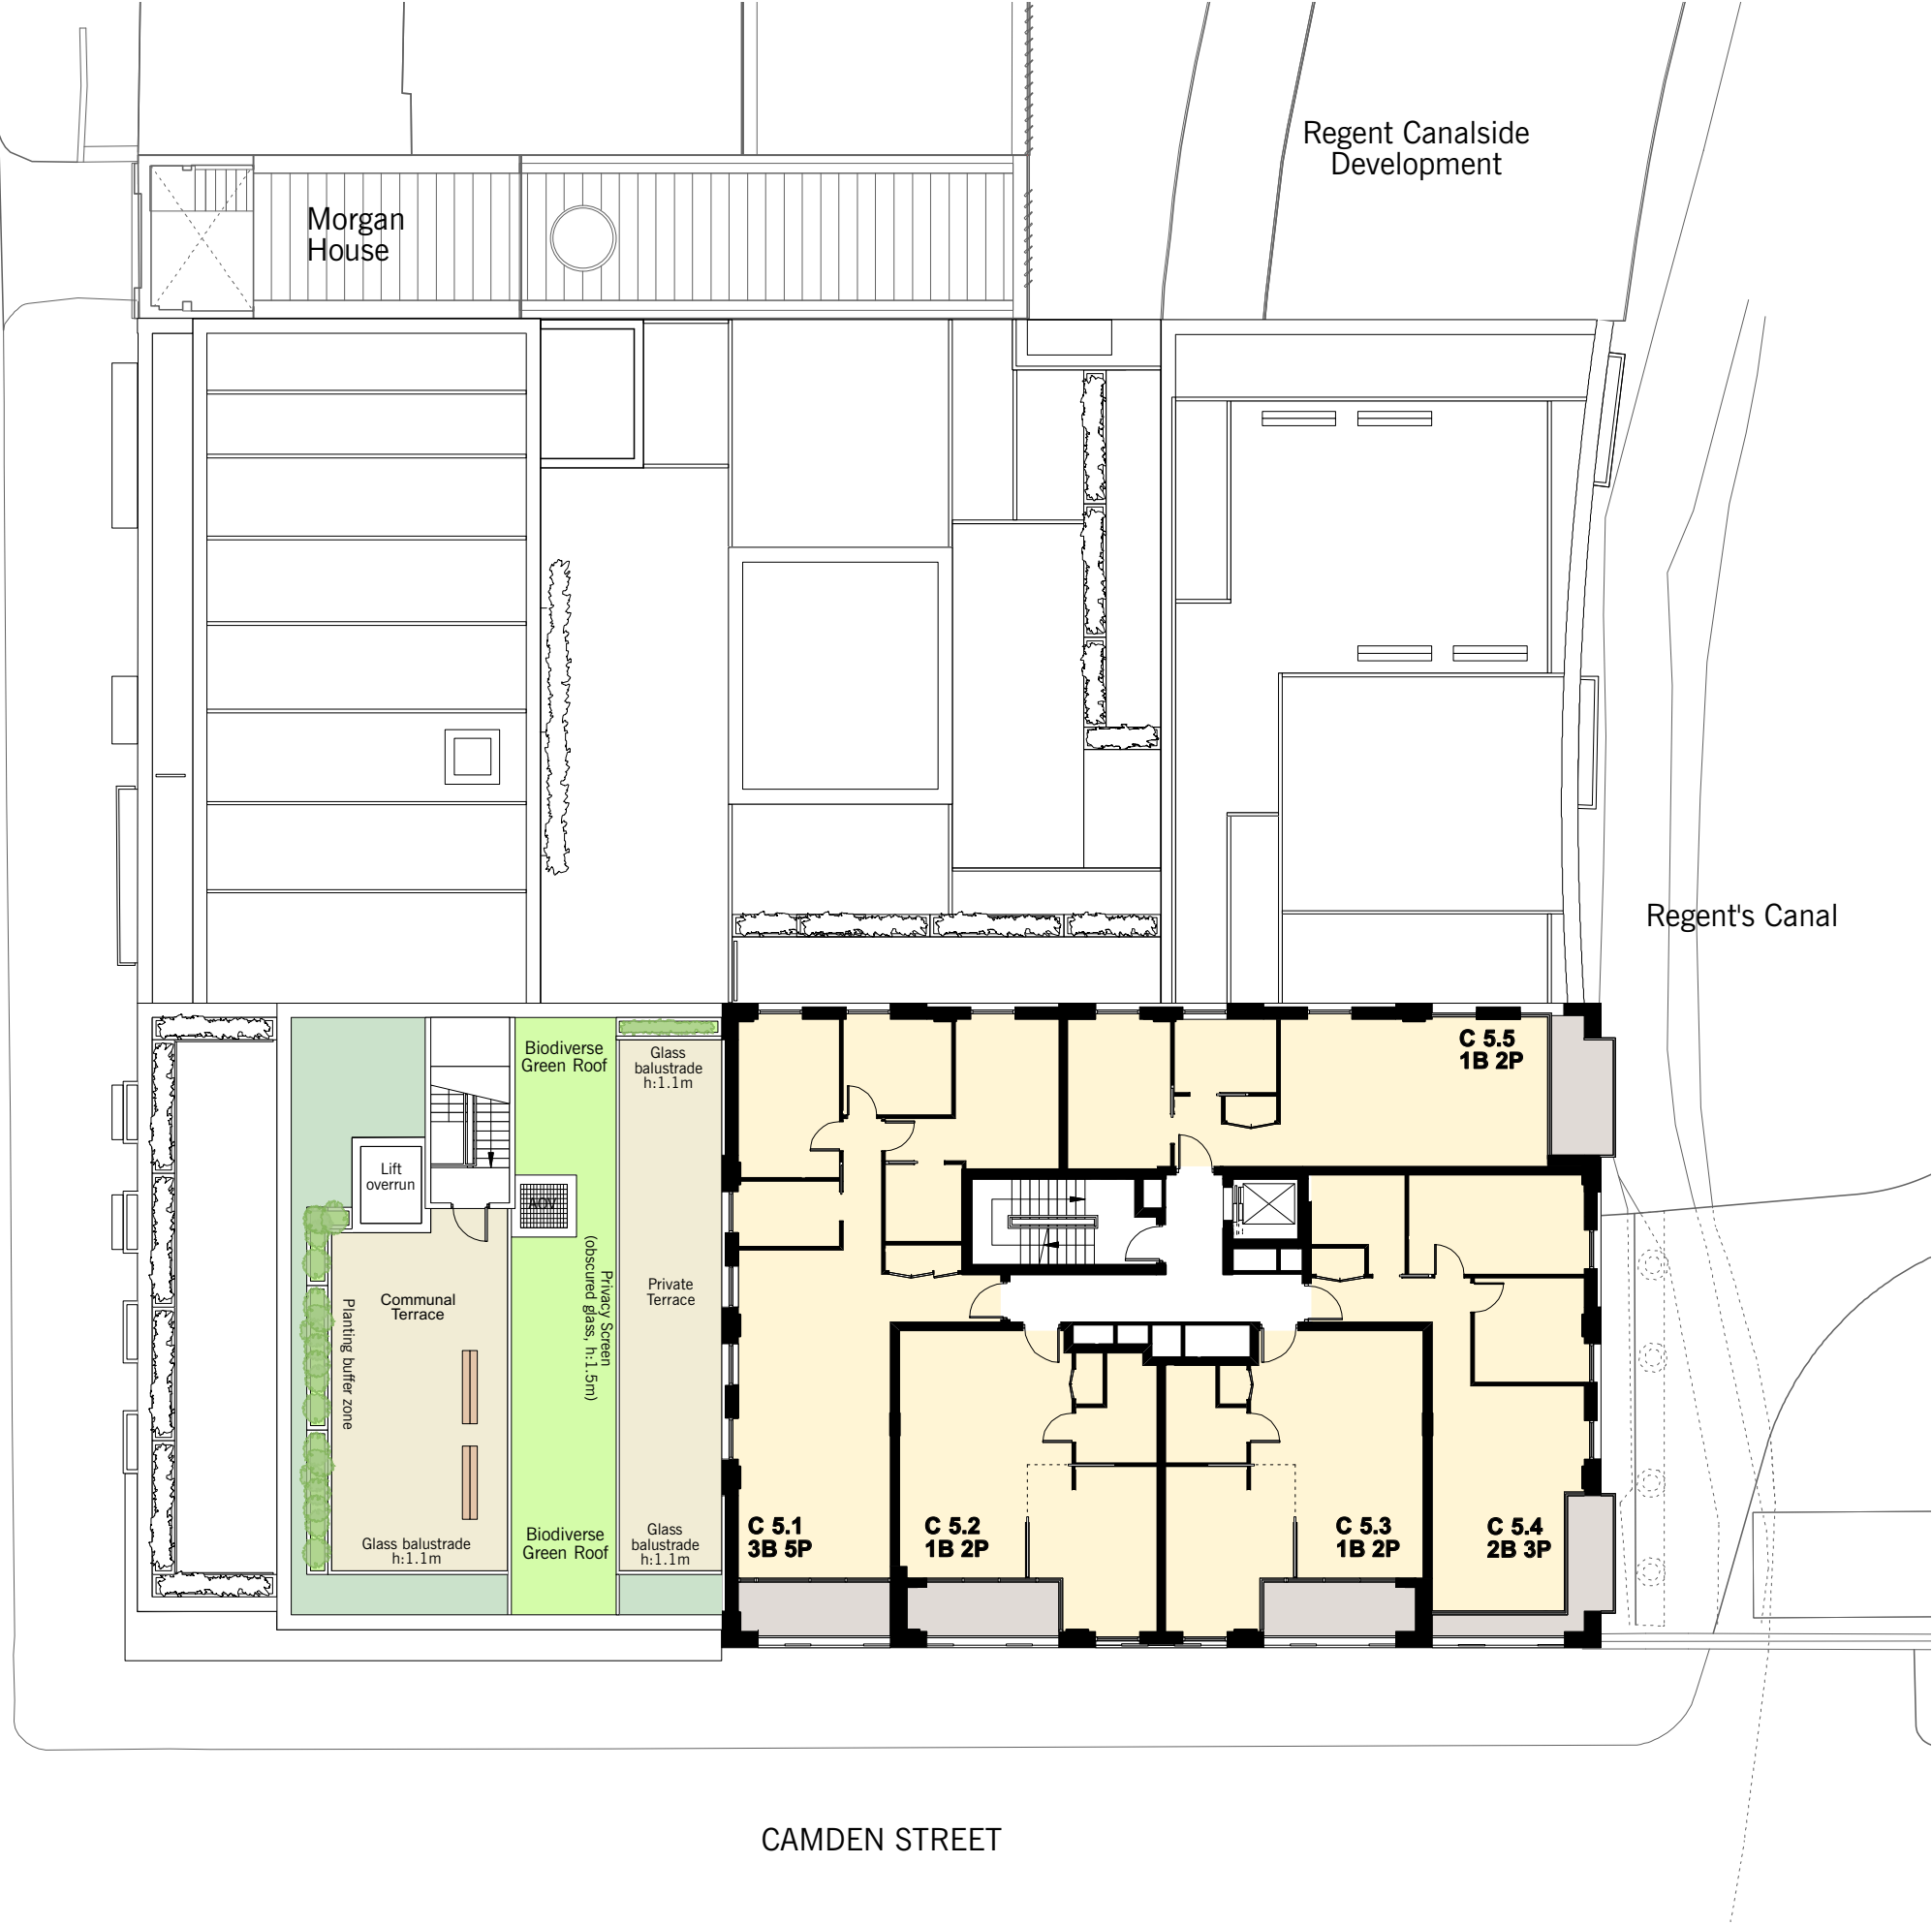 Regent Canalside
Development
Morgan
House
Regent's Canal
C 5.5
1B 2P
Biodiverse
Green Roof
Glass
balustrade
h:1.1m
Lift
overrun
AOV
Privacy Screen
(obscured glass, h:1.5m)
Private
Terrace
Communal
Terrace
Planting buffer zone
C 5.1
3B 5P
C 5.2
1B 2P
C 5.3
1B 2P
C 5.4
2B 3P
Glass balustrade
h:1.1m
Biodiverse
Green Roof
Glass
balustrade
h:1.1m
CAMDEN STREET